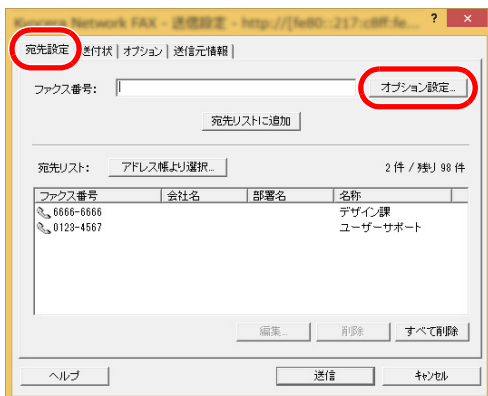 Kyocera Network FAX - 送信設定 - http://[fe80::217:c8ff:fe...
宛先設定 送付状 オプション 送信元情報
ファクス番号: オプション設定...
宛先リストに追加
宛先リスト: アドレス帳より選択... 2 件 / 残り 98 件
ファクス番号 会社名 部署名 名称
6666-6666 デザイン課
0123-4567 ユーザーサポート
編集... 削除 すべて削除
ヘルプ 送信 キャンセル